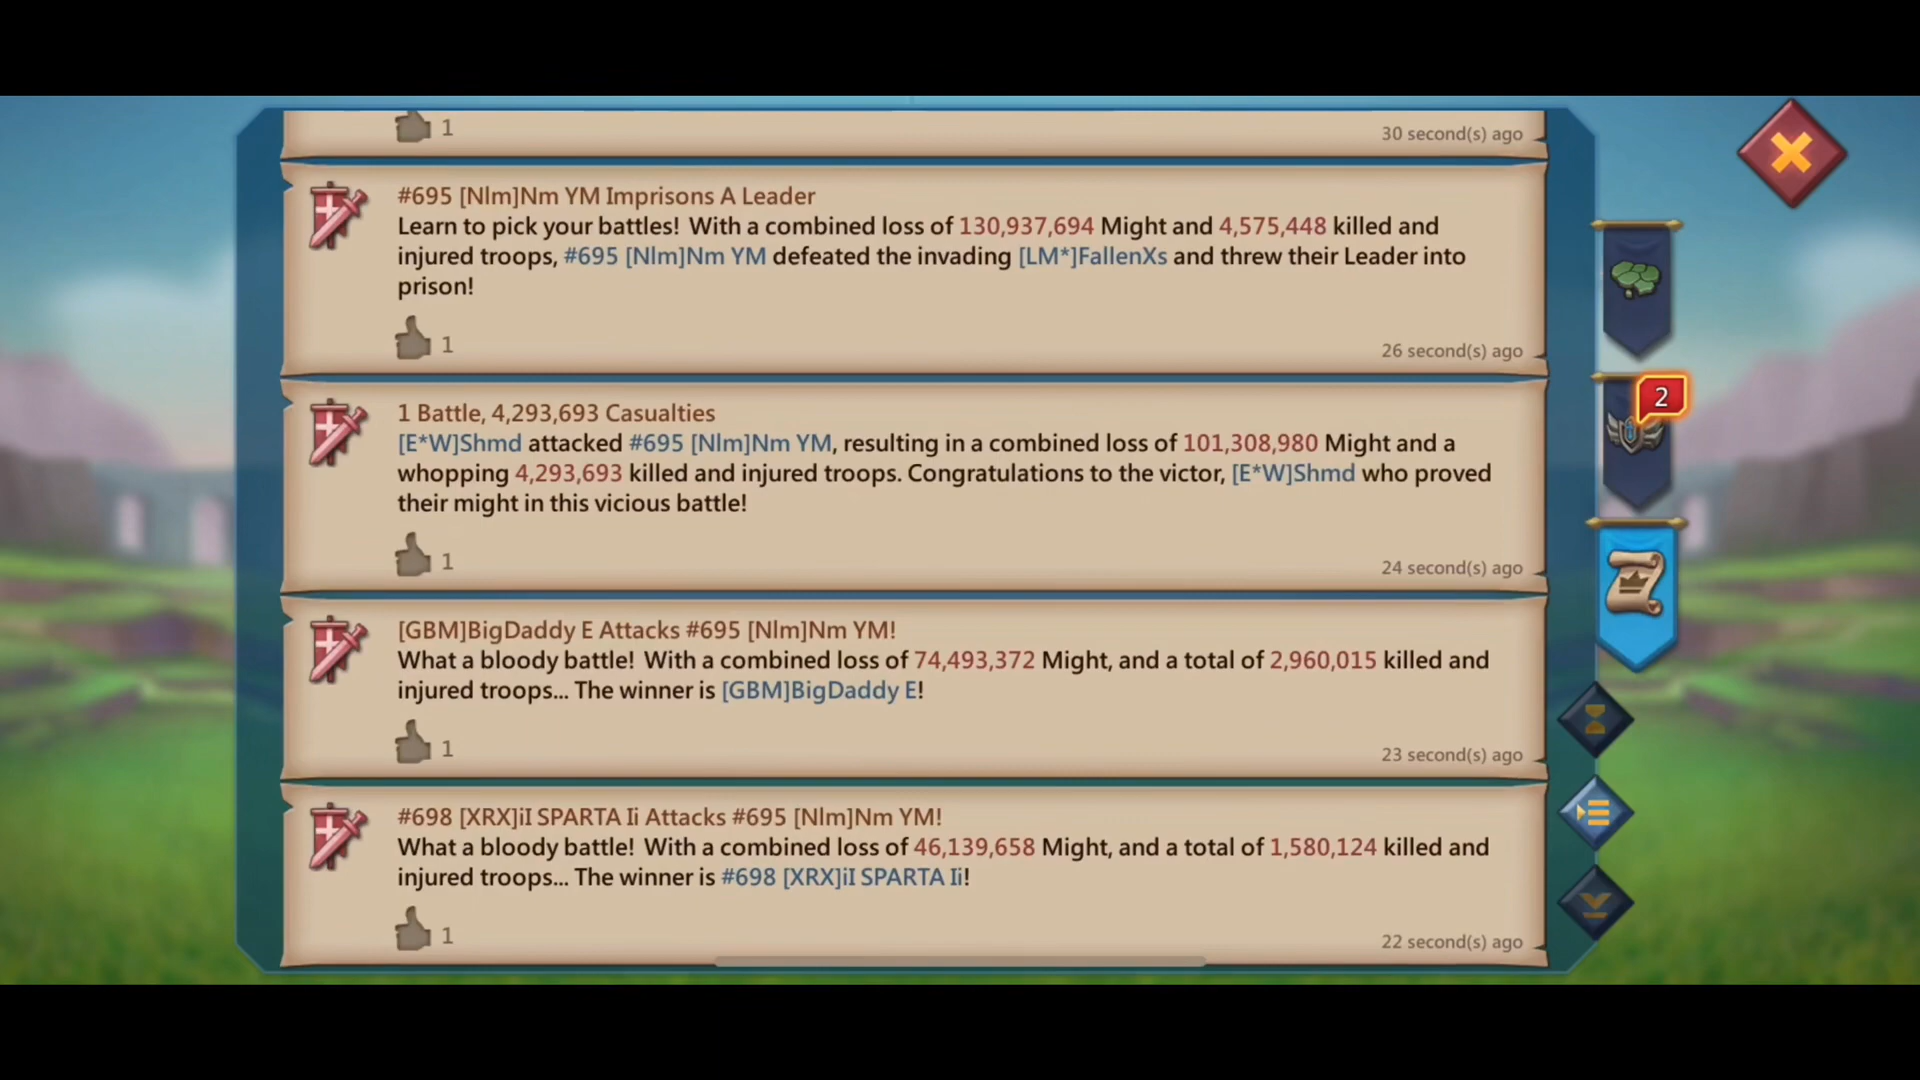 1
30 second(s) ago
#695 [Nlm]Nm YM Imprisons A Leader
Learn to pick your battles! With a combined loss of 130,937,694 Might and 4,575,448 killed and
injured troops, #695 [Nlm]Nm YM defeated the invading [LM*]FallenXs and threw their Leader into
prison!
1
26 second(s) ago
1 Battle, 4,293,693 Casualties
[E*W]Shmd attacked #695 [Nlm]Nm YM, resulting in a combined loss of 101,308,980 Might and a
whopping 4,293,693 killed and injured troops. Congratulations to the victor, [E*W]Shmd who proved
their might in this vicious battle!
1
24 second(s) ago
[GBM]BigDaddy E Attacks #695 [Nlm]Nm YM!
What a bloody battle! With a combined loss of 74,493,372 Might, and a total of 2,960,015 killed and
injured troops... The winner is [GBM]BigDaddy E!
1
23 second(s) ago
#698 [XRX]iI SPARTA Ii Attacks #695 [Nlm]Nm YM!
What a bloody battle! With a combined loss of 46,139,658 Might, and a total of 1,580,124 killed and
injured troops... The winner is #698 [XRX]iI SPARTA Ii!
1
22 second(s) ago
2